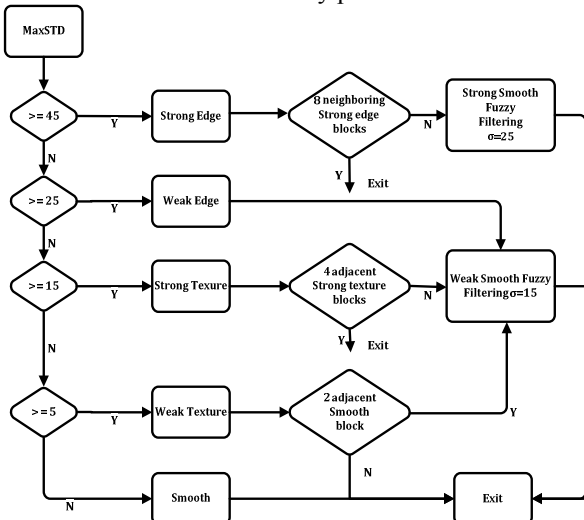 MaxSTD
>= 45
Y
N
Strong Edge
8 neighboring
Strong edge
blocks
N
Y
Exit
Strong Smooth
Fuzzy
Filtering
σ=25
>=25
Y
N
Weak Edge
>=15
Y
N
Strong Texure
4 adjacent
Strong texture
blocks
N
Y
Exit
Weak Smooth Fuzzy
Filteringσ=15
>=5
Y
N
Weak Texture
2 adjacent
Smooth
block
Y
N
Smooth
Exit